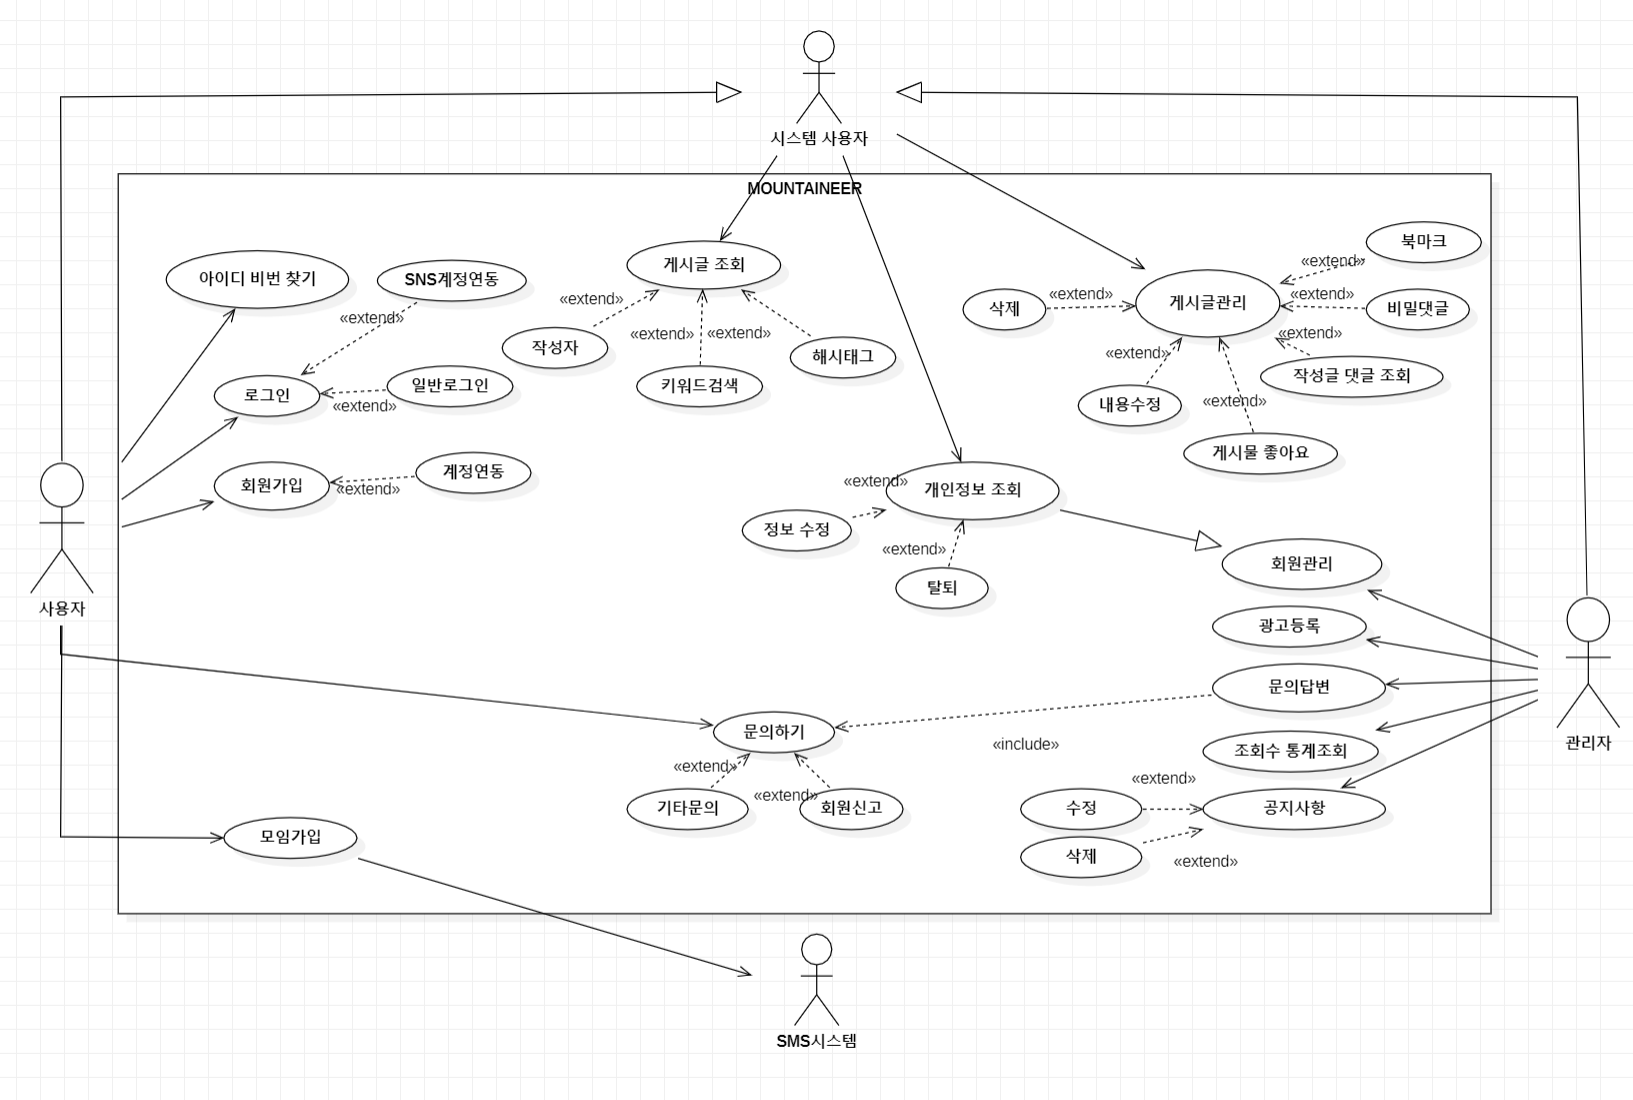 시스템 사용자
MOUNTAINEER
북마크
«extend»
아이디 비번 찾기
SNS계정연동
게시글 조회
«extend»
«extend»
삭제
«extend»
게시글관리
«extend»
비밀댓글
«extend»
«extend»
«extend»
«extend»
작성자
해시태그
«extend»
작성글 댓글 조회
로그인
일반로그인
«extend»
키워드검색
내용수정
«extend»
게시물 좋아요
회원가입
«extend»
계정연동
«extend»
개인정보 조회
정보 수정
«extend»
탈퇴
회원관리
사용자
광고등록
문의답변
문의하기
«include»
조회수 통계조회
관리자
«extend»
«extend»
기타문의
«extend»
회원신고
수정
공지사항
모임가입
삭제
«extend»
SMS시스템